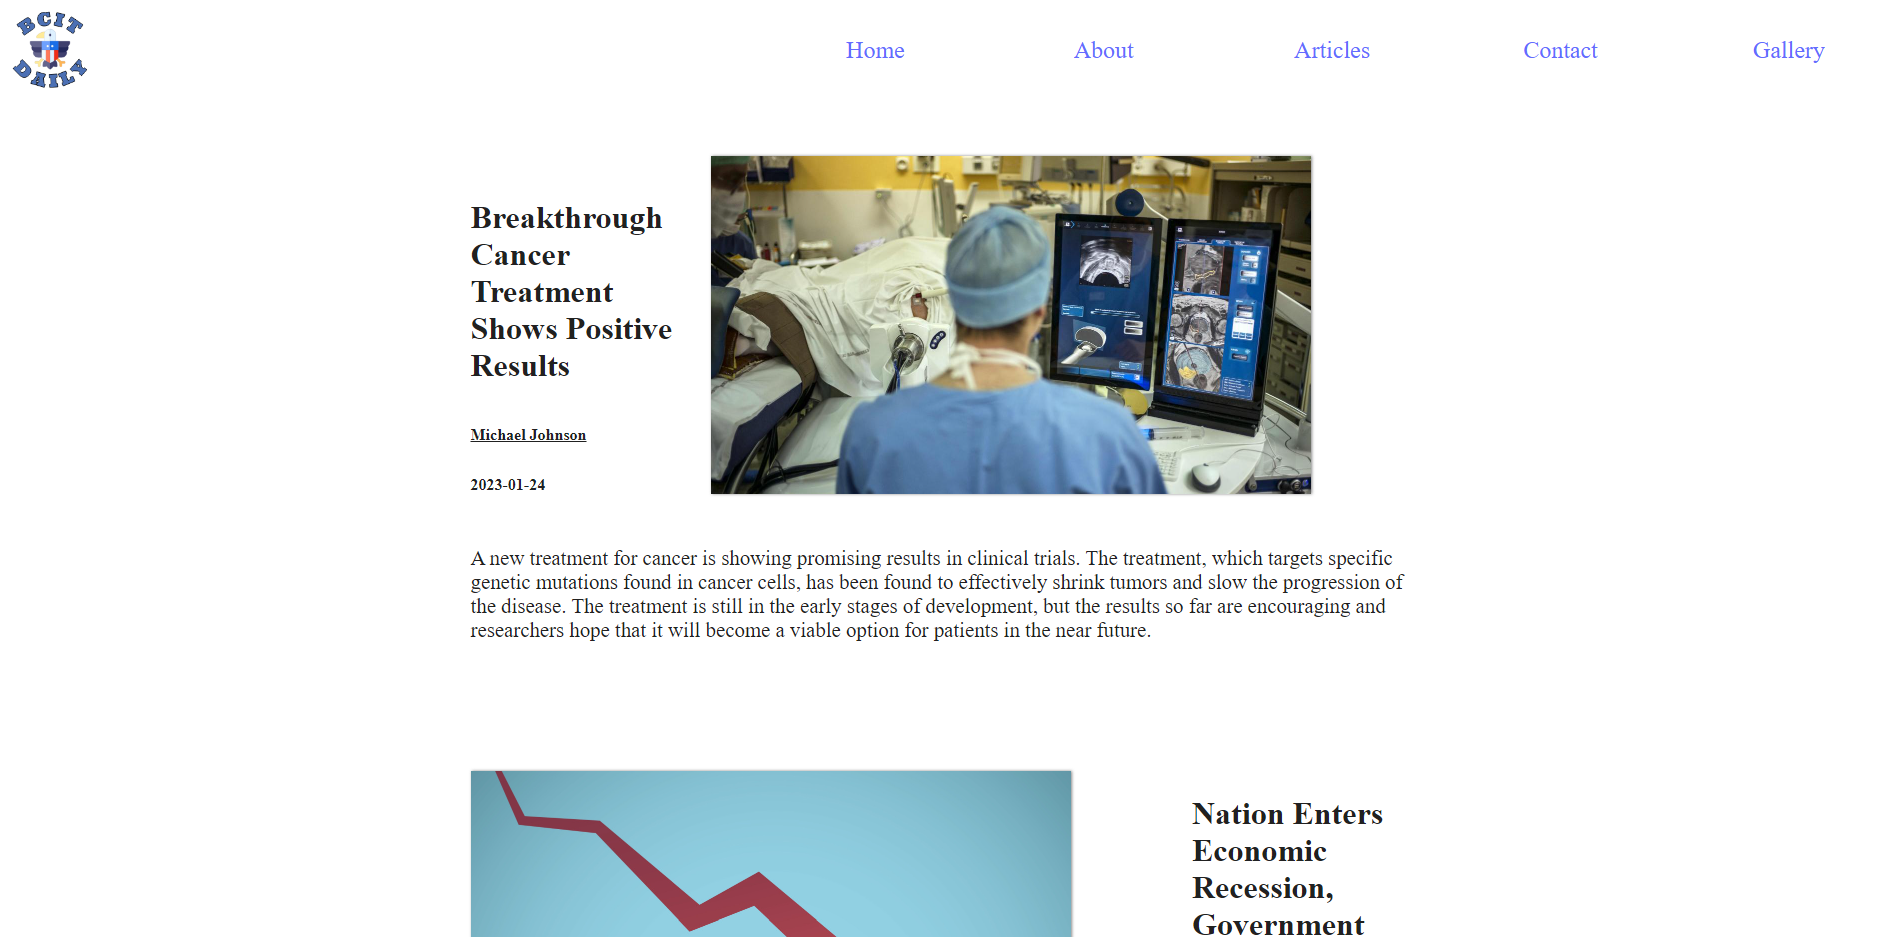 BCIT
DAILY
Home About Articles Contact Gallery
Breakthrough
Cancer
Treatment
Shows Positive
Results
Michael Johnson
2023-01-24
A new treatment for cancer is showing promising results in clinical trials. The treatment, which targets specific
genetic mutations found in cancer cells, has been found to effectively shrink tumors and slow the progression of
the disease. The treatment is still in the early stages of development, but the results so far are encouraging and
researchers hope that it will become a viable option for patients in the near future.
Nation Enters
Economic
Recession,
Government